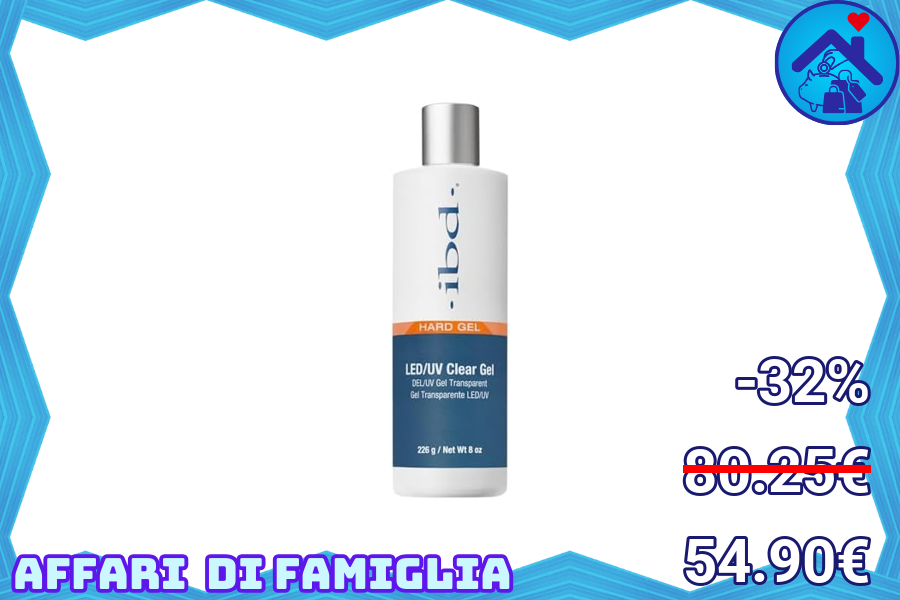 ·ibd·
HARD GEL
LED/UV Clear Gel
DEL/UV Gel Transparent
Gel Transparente LED/UV
226 g / Net Wt 8 oz
-32%
80.25€
54.90€
AFFARI DI FAMIGLIA